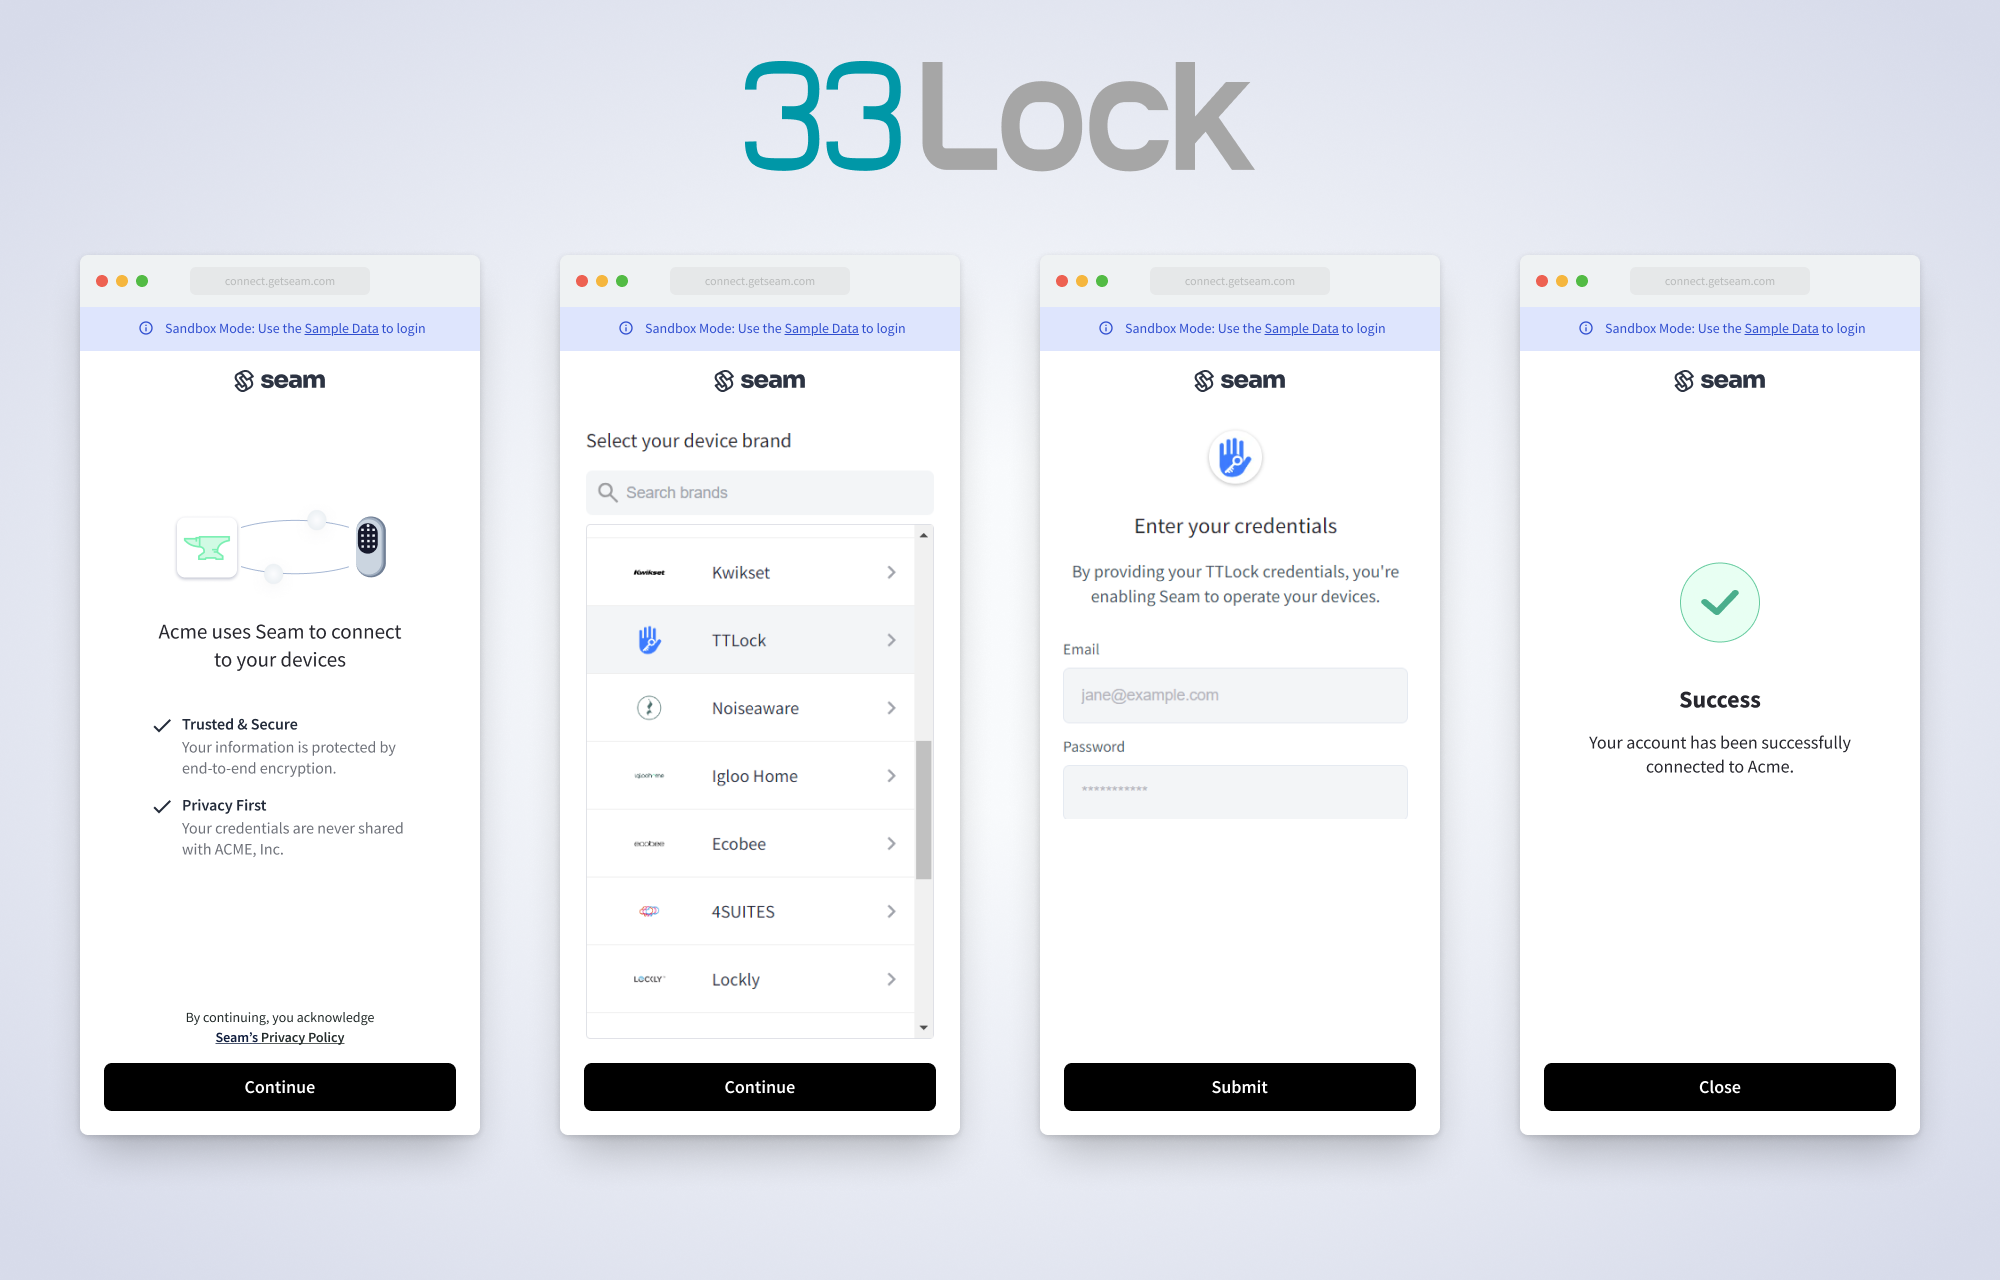 33 Lock
connect.getseam.com
Sandbox Mode: Use the Sample Data to login
seam
Acme uses Seam to connect
to your devices
Trusted & Secure
Your information is protected by
end-to-end encryption.
Privacy First
Your credentials are never shared
with ACME, Inc.
By continuing, you acknowledge
Seam's Privacy Policy
Continue
connect.getseam.com
Sandbox Mode: Use the Sample Data to login
seam
Select your device brand
Search brands
Kwikset Kwikset
TTLock
Noiseaware
igloohome Igloo Home
ecobee Ecobee
4SUITES
LOCKLY Lockly
Continue
connect.getseam.com
Sandbox Mode: Use the Sample Data to login
seam
Enter your credentials
By providing your TTLock credentials, you're
enabling Seam to operate your devices.
Email
jane@example.com
Password
***********
Submit
connect.getseam.com
Sandbox Mode: Use the Sample Data to login
seam
Success
Your account has been successfully
connected to Acme.
Close